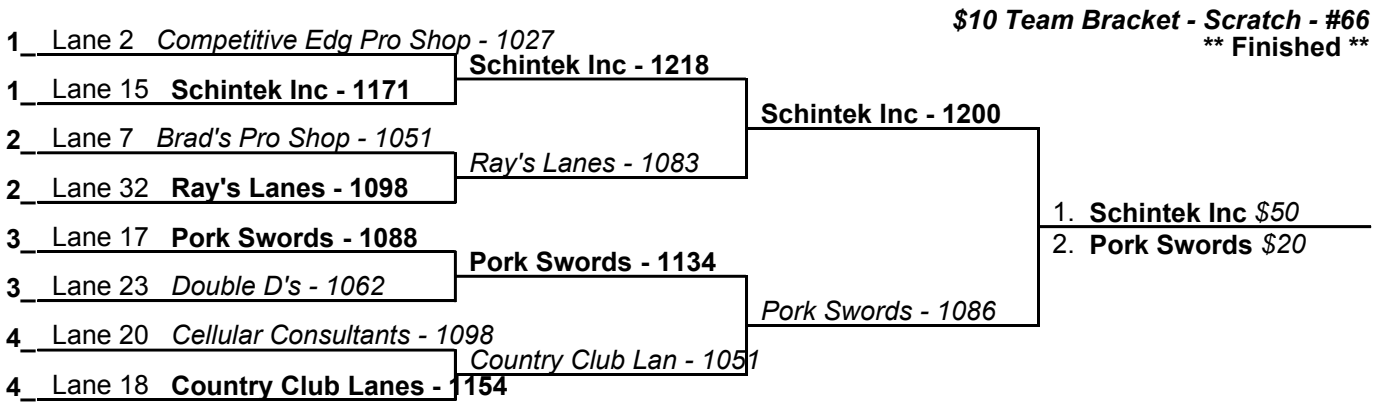 $10 Team Bracket - Scratch - #66
** Finished **
1_ Lane 2 Competitive Edg Pro Shop - 1027
Schintek Inc - 1218
1_ Lane 15 Schintek Inc - 1171
Schintek Inc - 1200
2_ Lane 7 Brad's Pro Shop - 1051
Ray's Lanes - 1083
2_ Lane 32 Ray's Lanes - 1098
1. Schintek Inc $50
3_ Lane 17 Pork Swords - 1088
2. Pork Swords $20
Pork Swords - 1134
3_ Lane 23 Double D's - 1062
Pork Swords - 1086
4_ Lane 20 Cellular Consultants - 1098
Country Club Lan - 1051
4_ Lane 18 Country Club Lanes - 1154